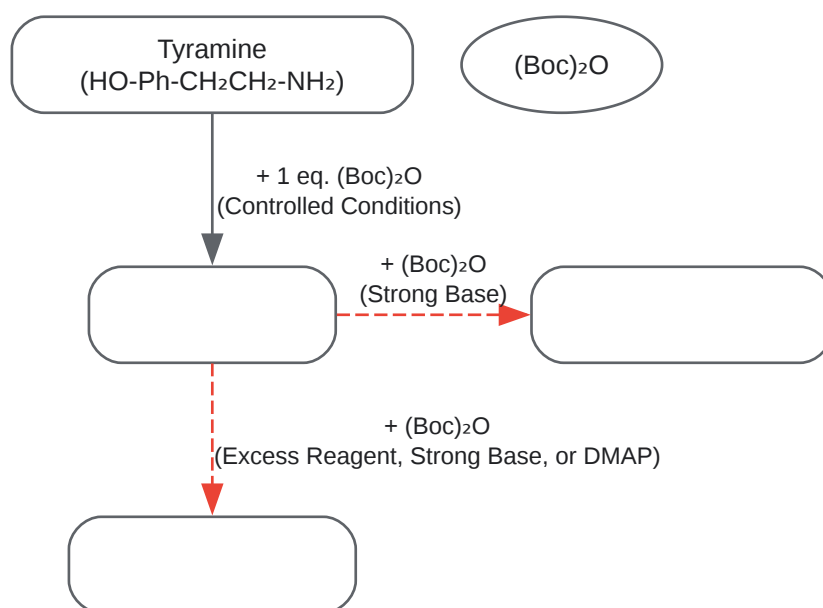 Tyramine
(HO-Ph-CH₂CH₂-NH₂)
(Boc)₂O
+ 1 eq. (Boc)₂O
(Controlled Conditions)
+ (Boc)₂O
(Strong Base)
+ (Boc)₂O
(Excess Reagent, Strong Base, or DMAP)